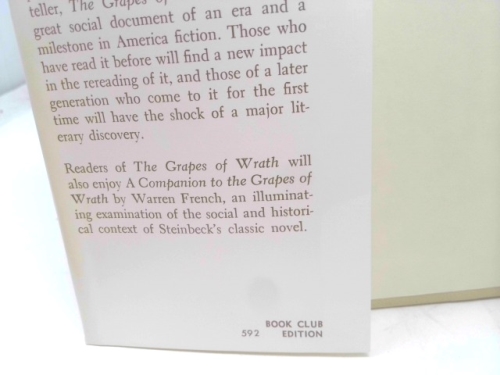 teller, The Grapes of
great social document of an era and a
milestone in America fiction. Those who
have read it before will find a new impact
in the rereading of it, and those of a later
generation who come to it for the first
time will have the shock of a major lit-
erary discovery.
Readers of The Grapes of Wrath will
also enjoy A Companion to the Grapes of
Wrath by Warren French, an illuminat-
ing examination of the social and histori-
cal context of Steinbeck's classic novel.
BOOK CLUB
592 EDITION